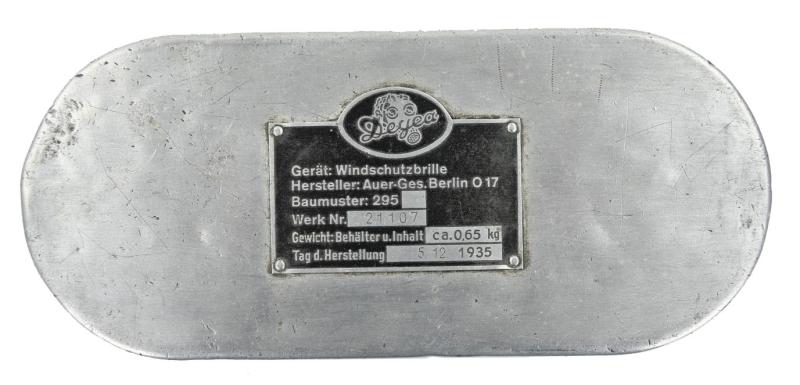 Degea
Gerät: Windschutzbrille
Hersteller: Auer-Ges. Berlin O 17
Baumuster: 295
Werk Nr. 21107
Gewicht: Behälter u. Inhalt ca. 0,65 kg
Tag d. Herstellung 5 12 1935